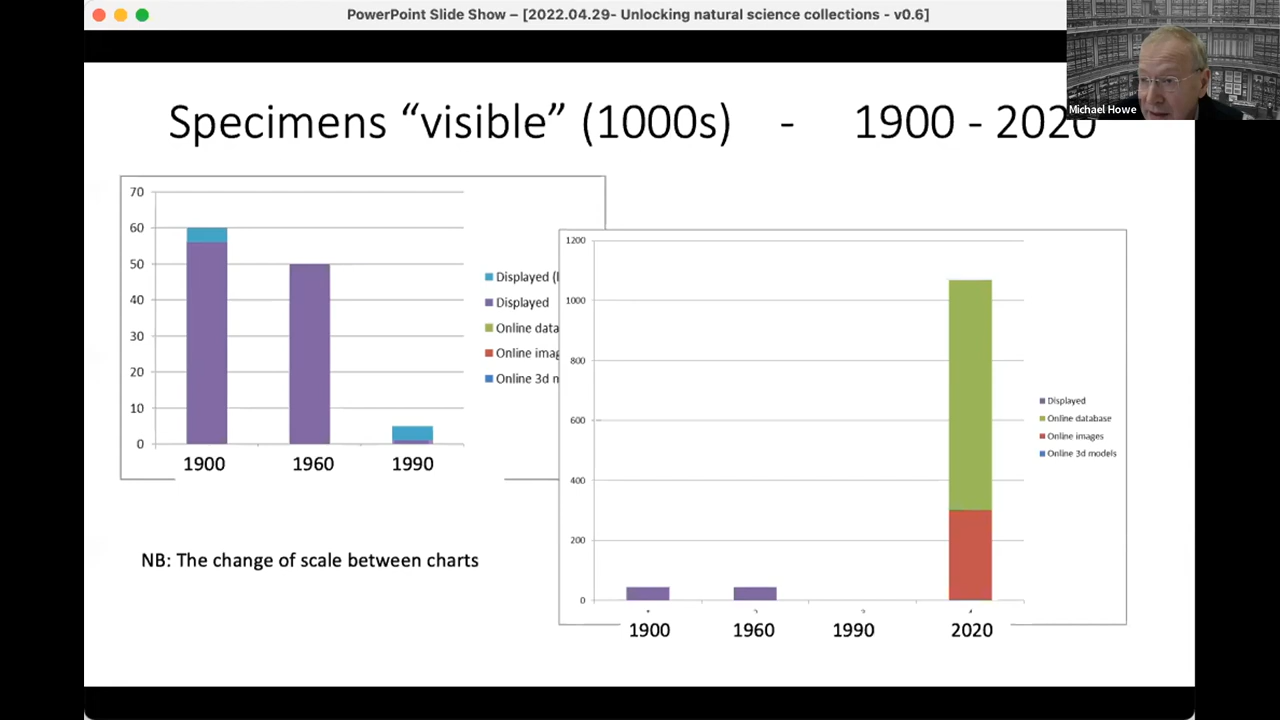 PowerPoint Slide Show – [2022.04.29- Unlocking natural science collections - v0.6]
Michael Howe
Specimens “visible” (1000s) - 1900 - 2020
70
60
50
40
30
20
10
0
1900 1960 1990
Displayed
Displayed
Online data
Online
Online 3d
NB: The change of scale between charts
1200
1000
800
600
400
200
0
1900 1960 1990 2020
Displayed
Online database
Online images
Online 3d models